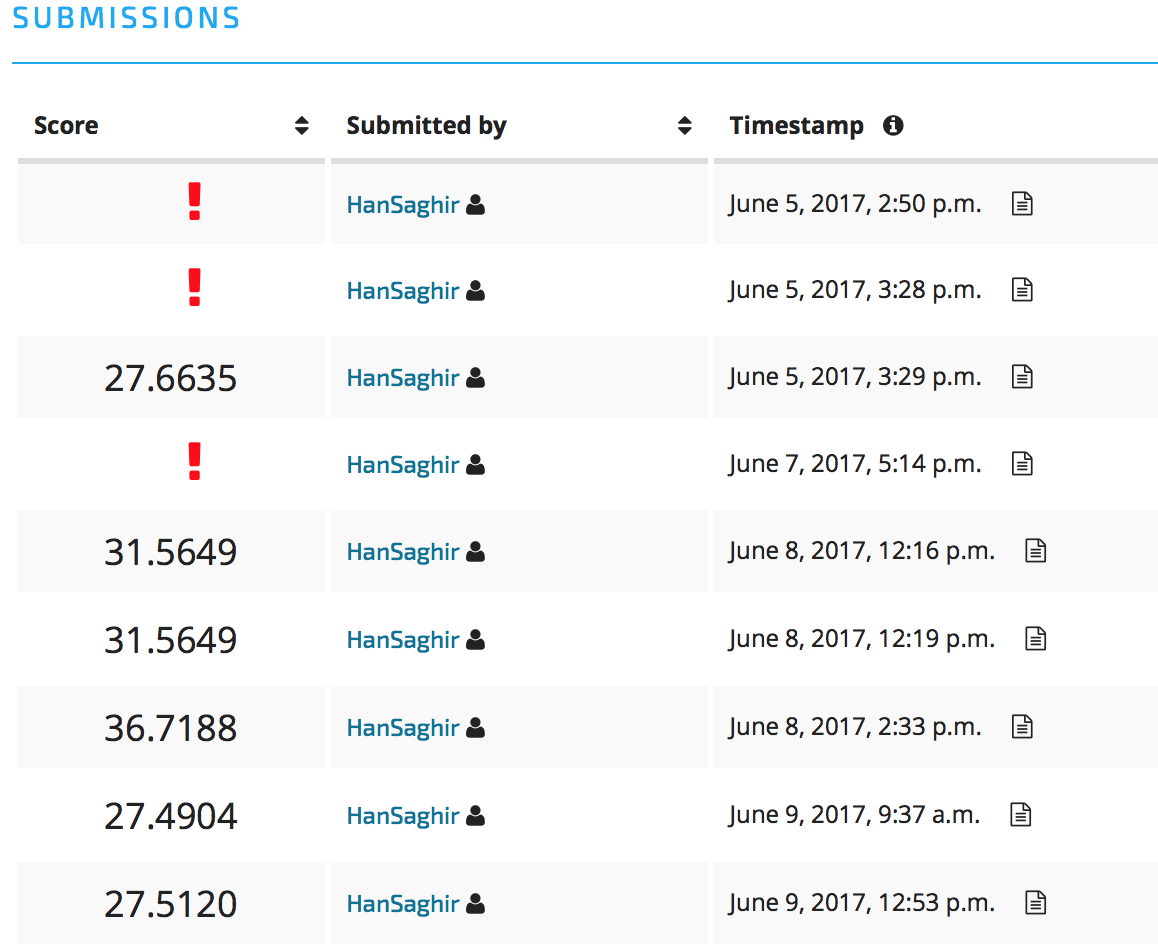 SUBMISSIONS
Score Submitted by Timestamp
! HanSaghir June 5, 2017, 2:50 p.m.
! HanSaghir June 5, 2017, 3:28 p.m.
27.6635 HanSaghir June 5, 2017, 3:29 p.m.
! HanSaghir June 7, 2017, 5:14 p.m.
31.5649 HanSaghir June 8, 2017, 12:16 p.m.
31.5649 HanSaghir June 8, 2017, 12:19 p.m.
36.7188 HanSaghir June 8, 2017, 2:33 p.m.
27.4904 HanSaghir June 9, 2017, 9:37 a.m.
27.5120 HanSaghir June 9, 2017, 12:53 p.m.